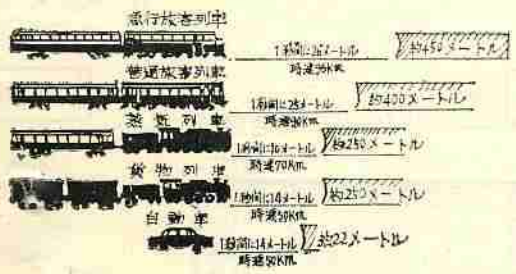 急行旅客列車
1秒間に26メートル
時速95Km
約450メートル
普通旅客列車
1秒間に25メートル
時速90Km
約400メートル
蒸気列車
1秒間に16メートル
時速70Km
約250メートル
貨物列車
1秒間に14メートル
時速50Km
約250メートル
自動車
1秒間に14メートル
時速50Km
約22メートル